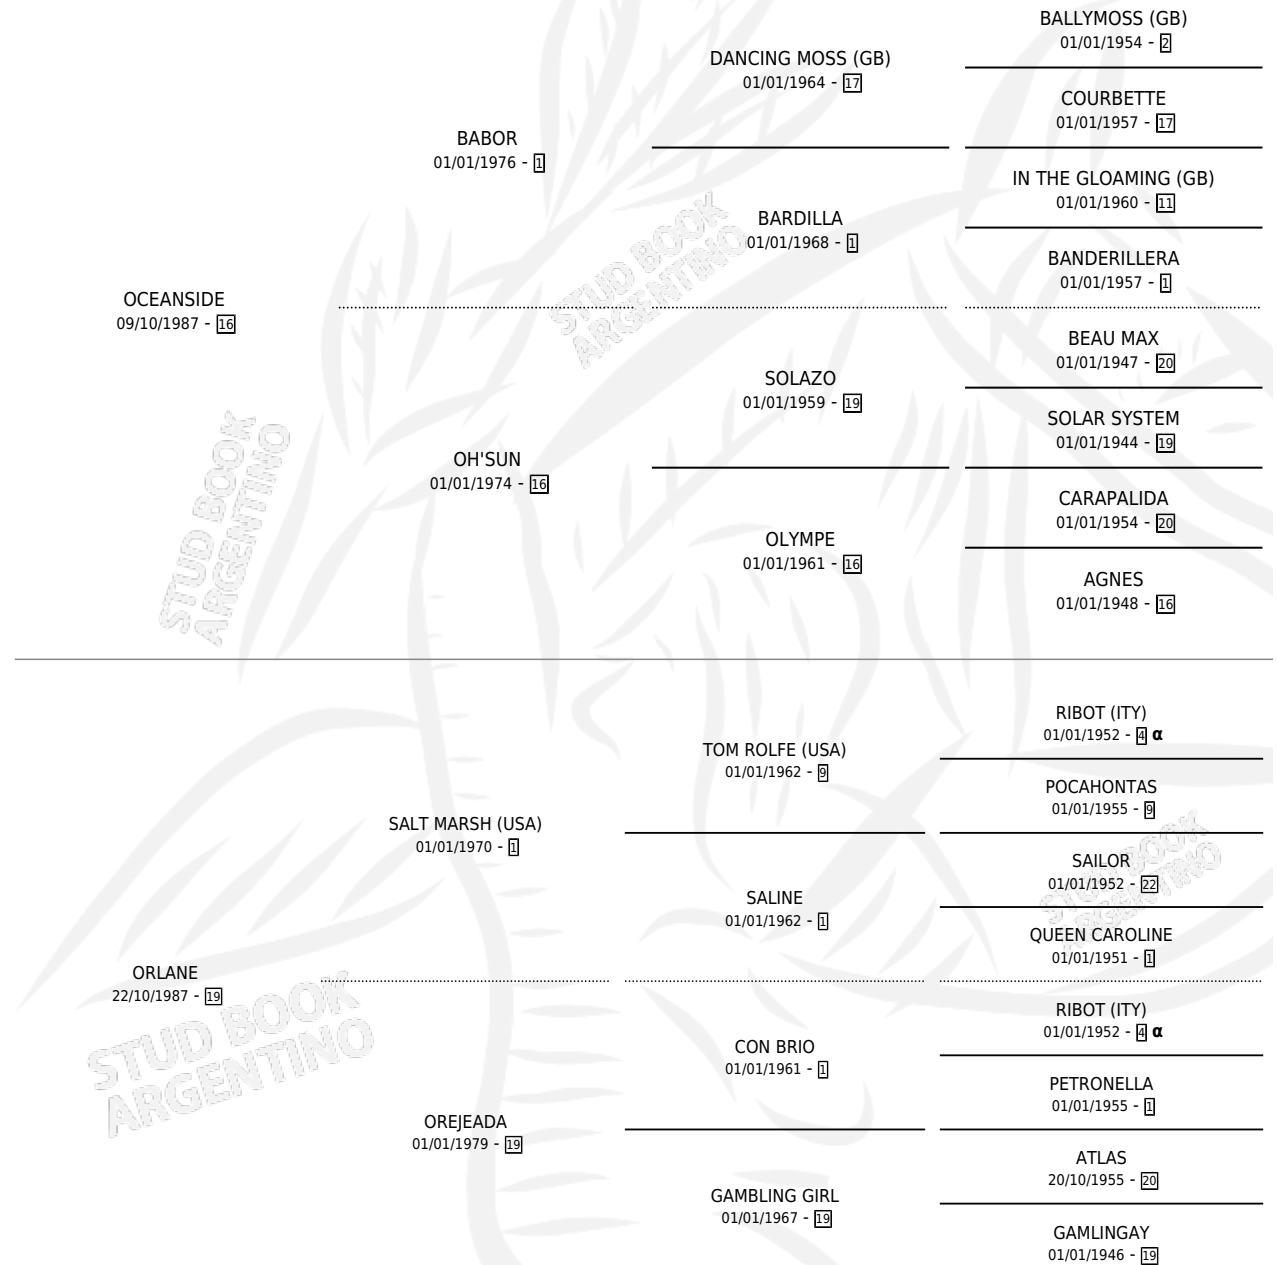 BALLYMOSS (GB)
01/01/1954 - 2
DANCING MOSS (GB)
01/01/1964 - 17
COURBETTE
01/01/1957 - 17
BABOR
01/01/1976 - 1
IN THE GLOAMING (GB)
01/01/1960 - 11
BARDILLA
01/01/1968 - 1
BANDERILLERA
01/01/1957 - 1
OCEANSIDE
09/10/1987 - 16
BEAU MAX
01/01/1947 - 20
SOLAZO
01/01/1959 - 19
SOLAR SYSTEM
01/01/1944 - 19
OH'SUN
01/01/1974 - 16
CARAPALIDA
01/01/1954 - 20
OLYMPE
01/01/1961 - 16
AGNES
01/01/1948 - 16
RIBOT (ITY)
01/01/1952 - 4 α
TOM ROLFE (USA)
01/01/1962 - 9
POCAHONTAS
01/01/1955 - 9
SALT MARSH (USA)
01/01/1970 - 1
SAILOR
01/01/1952 - 22
SALINE
01/01/1962 - 1
QUEEN CAROLINE
01/01/1951 - 1
ORLANE
22/10/1987 - 19
RIBOT (ITY)
01/01/1952 - 4 α
CON BRIO
01/01/1961 - 1
PETRONELLA
01/01/1955 - 1
OREJEADA
01/01/1979 - 19
ATLAS
20/10/1955 - 20
GAMBLING GIRL
01/01/1967 - 19
GAMLINGAY
01/01/1946 - 19
STUD BOOK
ARGENTINO
STUD BOOK
ARGENTINO
STUD BOOK
ARGENTINO
STUD BOOK
ARGENTINO